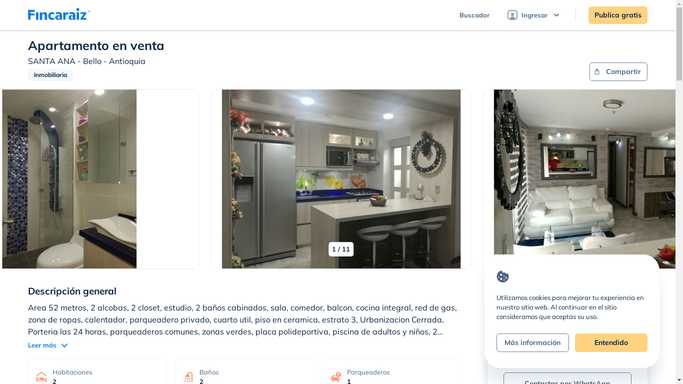 Fincaraiz
Buscador
Ingresar
Publica gratis
Apartamento en venta
SANTA ANA - Bello - Antioquia
Inmobiliaria
Compartir
1 / 11
Descripción general
Area 52 metros, 2 alcobas, 2 closet, estudio, 2 baños cabinados, sala, comedor, balcon, cocina integral, red de gas,
zona de ropas, calentador, parqueadero privado, cuarto util, piso en ceramica, estrato 3, Urbanizacion Cerrada,
Porteria las 24 horas, parqueaderos comunes, zonas verdes, placa polideportiva, piscina de adultos y niños, 2...
Leer más
Habitaciones
2
Baños
2
Parqueaderos
1
Utilizamos cookies para mejorar tu experiencia en
nuestro sitio web. Al continuar en el sitio
consideramos que aceptas su uso.
Más información
Entendido
Contactar por WhatsApp